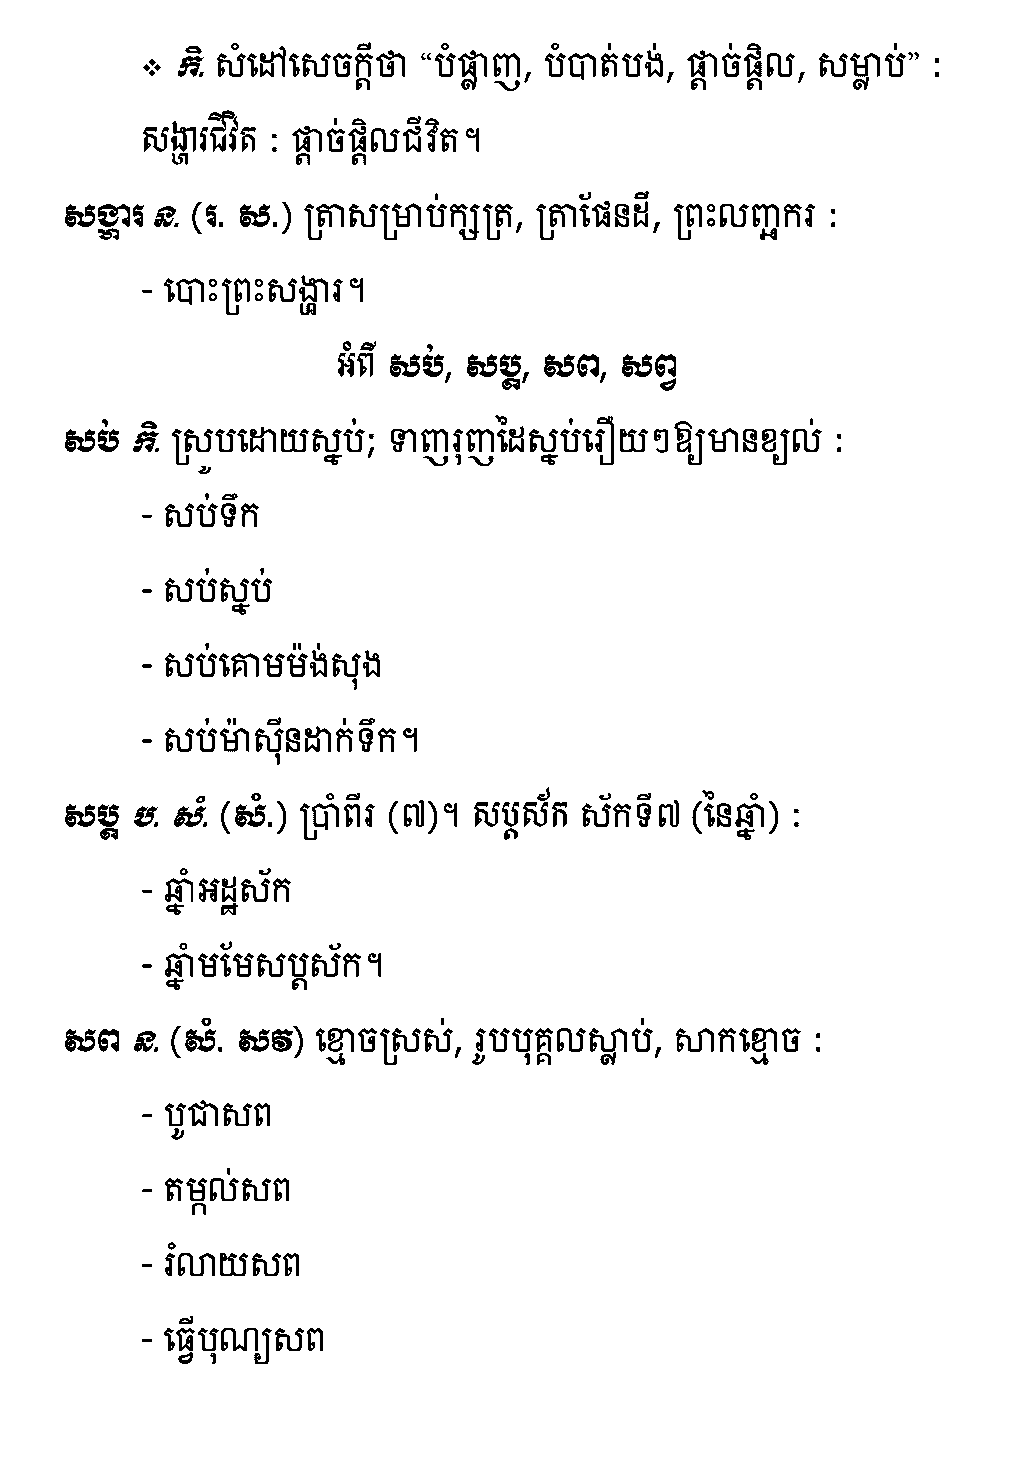 ❖ កិ. សំដៅសេចក្ដីថា “បំផ្លាញ, បំបាត់បង់, ផ្ដាច់ផ្ដិល, សម្លាប់” :
សង្ហារជីវិត : ផ្ដាច់ផ្ដិលជីវិត។
សង្ហារ ន. (រ. ស.) ត្រាសម្រាប់ក្សត្រ, ត្រាផែនដី, ព្រះលញ្ឆករ :
- បោះព្រះសង្ហារ។
អំពី សប់, សប្ត, សព, សព្វ
សប់ កិ. ស្រូបដោយស្នប់; ទាញរុញដៃស្នប់រឿយៗឱ្យមានខ្យល់ :
- សប់ទឹក
- សប់ស្នប់
- សប់គោមម៉ង់សុង
- សប់ម៉ាស៊ីនដាក់ទឹក។
សប្ត ប. សំ. (សំ.) ប្រាំពីរ (៧)។ សប្តស័ក ស័កទី៧ (នៃឆ្នាំ) :
- ឆ្នាំអដ្ឋស័ក
- ឆ្នាំមមែសប្តស័ក។
សព ន. (សំ. សវ) ខ្មោចស្រស់, រូបបុគ្គលស្លាប់, សាកខ្មោច :
- បូជាសព
- តម្កល់សព
- រំលាយសព
- ធ្វើបុណ្យសព